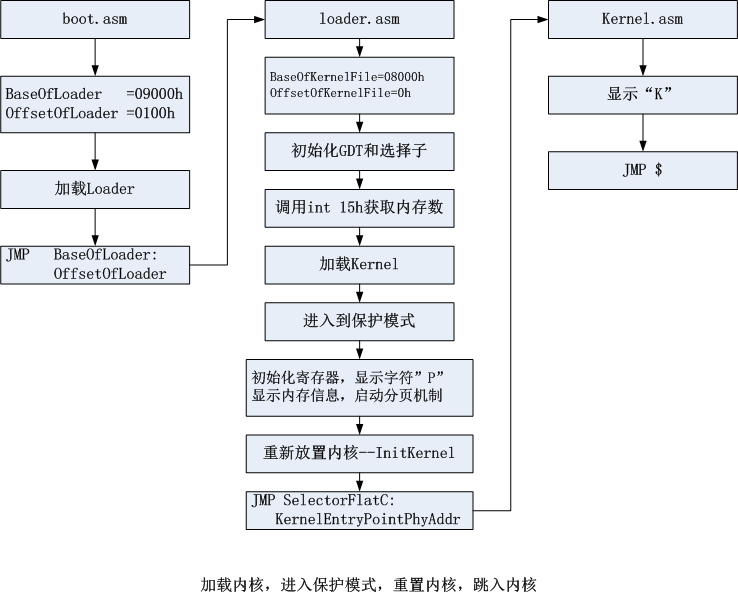 boot.asm
BaseOfLoader =09000h
OffsetOfLoader =0100h
加载Loader
JMP BaseOfLoader:
OffsetOfLoader
loader.asm
BaseOfKernelFile=08000h
OffsetOfKernelFile=0h
初始化GDT和选择子
调用int 15h获取内存数
加载Kernel
进入到保护模式
初始化寄存器，显示字符”P”
显示内存信息，启动分页机制
重新放置内核--InitKernel
JMP SelectorFlatC:
KernelEntryPointPhyAddr
Kernel.asm
显示“K”
JMP $
加载内核，进入保护模式，重置内核，跳入内核